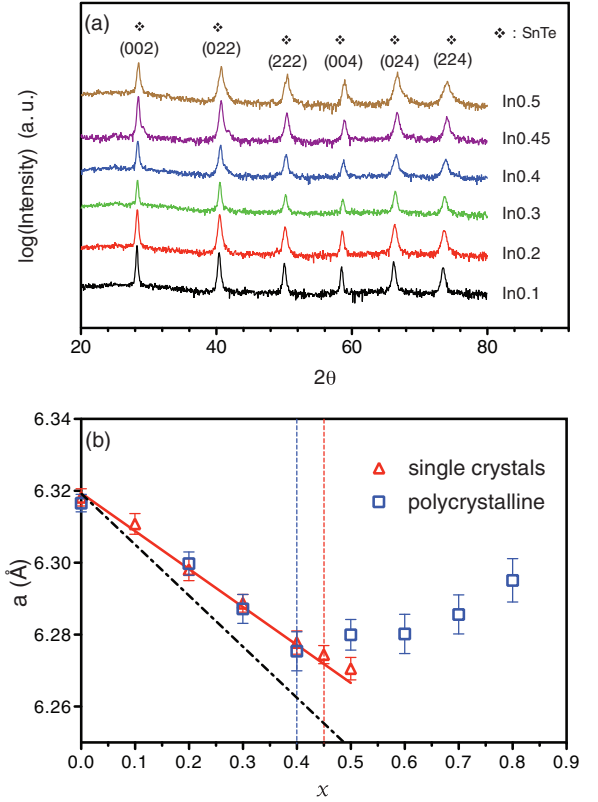 (a)
❖ ❖ ❖ ❖ ❖ ❖ ❖ : SnTe
(002) (022) (222) (004) (024) (224)
In0.5
In0.45
In0.4
In0.3
In0.2
In0.1
log(Intensity) (a. u.)
20 40 60 80
2θ
(b)
single crystals
polycrystalline
6.34
6.32
6.30
6.28
6.26
a (Å)
0.0 0.1 0.2 0.3 0.4 0.5 0.6 0.7 0.8 0.9
x